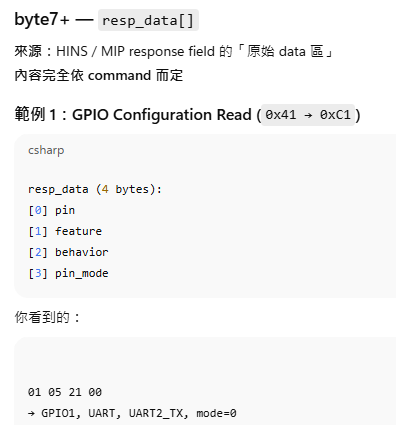 byte7+ — resp_data[]
來源：HINS / MIP response field 的「原始 data 區」
內容完全依 command 而定
範例 1：GPIO Configuration Read (0x41 → 0xC1)
csharp
resp_data (4 bytes):
[0] pin
[1] feature
[2] behavior
[3] pin_mode
你看到的：
01 05 21 00
→ GPIO1, UART, UART2_TX, mode=0